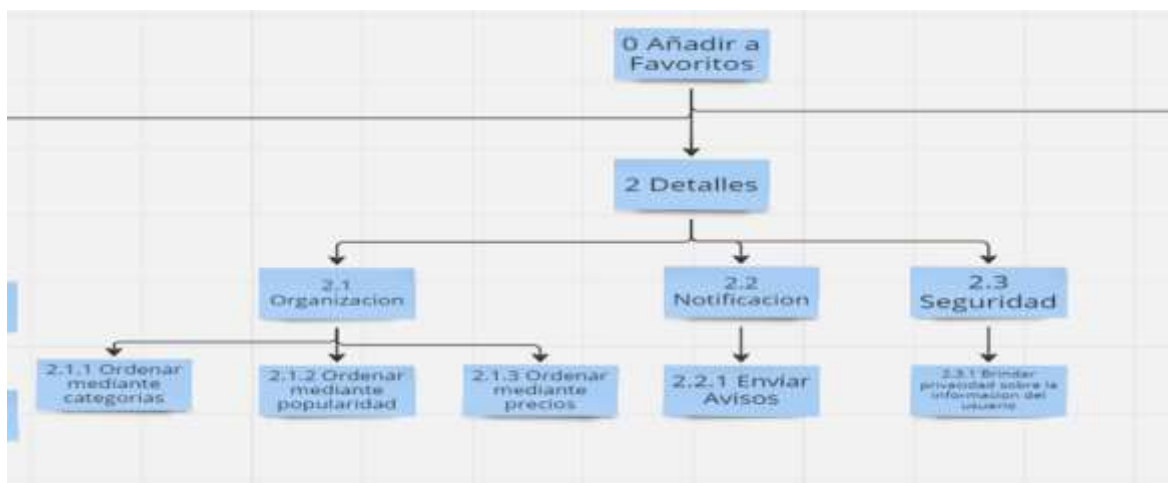 0 Añadir a
Favoritos
2 Detalles
2.1
Organizacion
2.2
Notificacion
2.3
Seguridad
2.1.1 Ordenar
mediante
categorias
2.1.2 Ordenar
mediante
popularidad
2.1.3 Ordenar
mediante
precios
2.2.1 Enviar
Avisos
2.3.1 Brindar
privacidad sobre la
informacion del
usuario